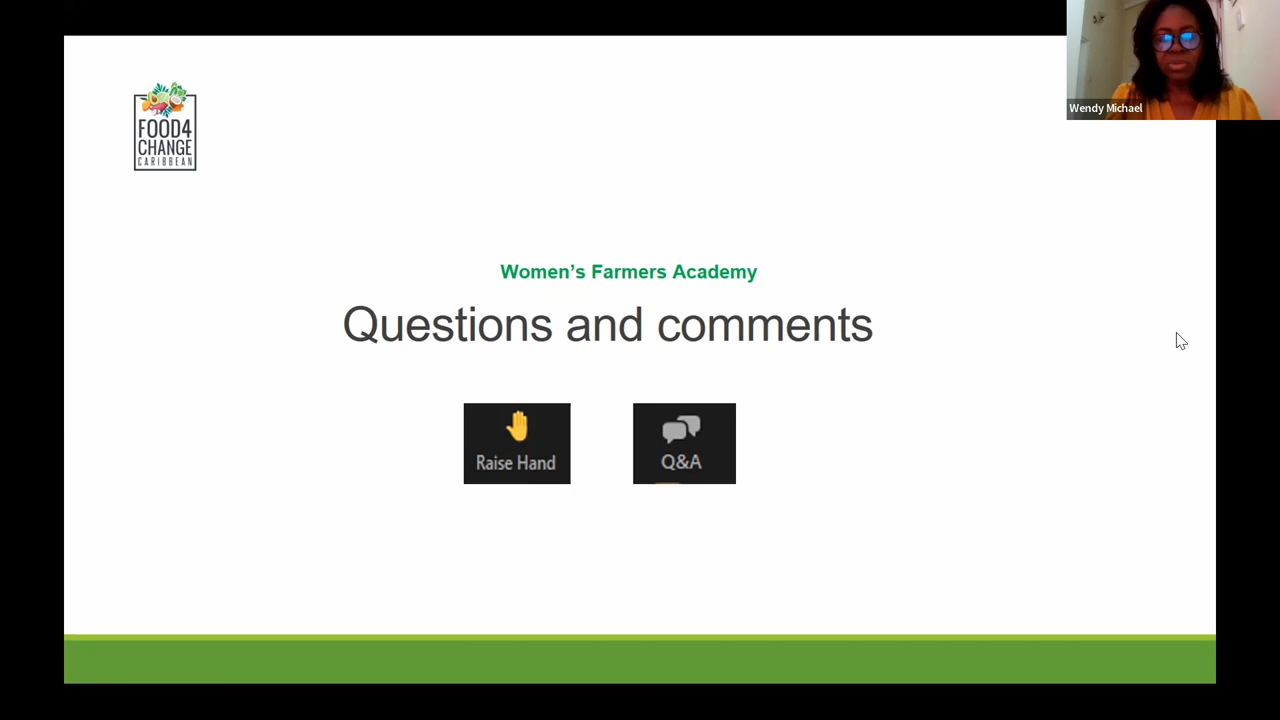 Wendy Michael
FOOD4
CHANGE
CARIBBEAN
Women’s Farmers Academy
Questions and comments
Raise Hand
Q&A